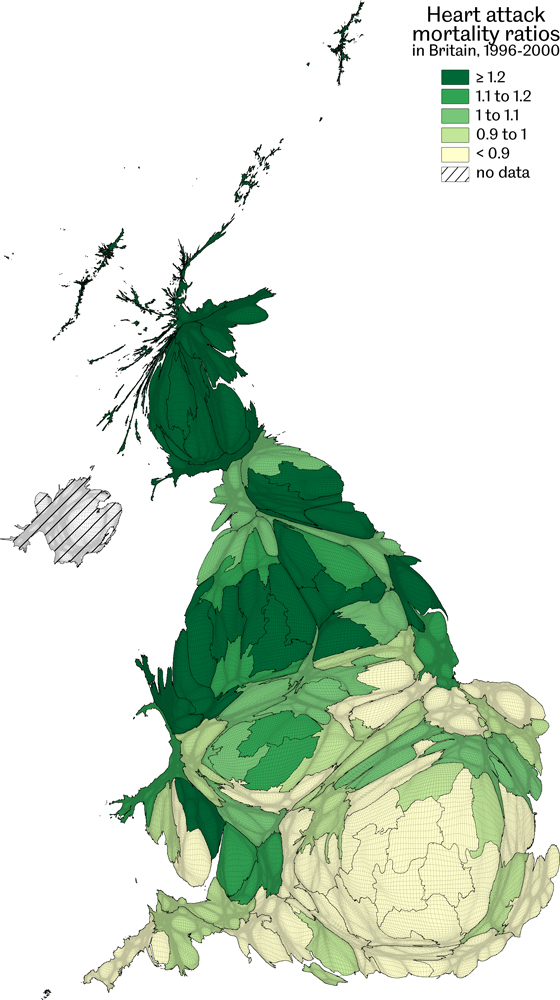 Heart attack
mortality ratios
in Britain, 1996-2000
≥ 1.2
1.1 to 1.2
1 to 1.1
0.9 to 1
< 0.9
no data